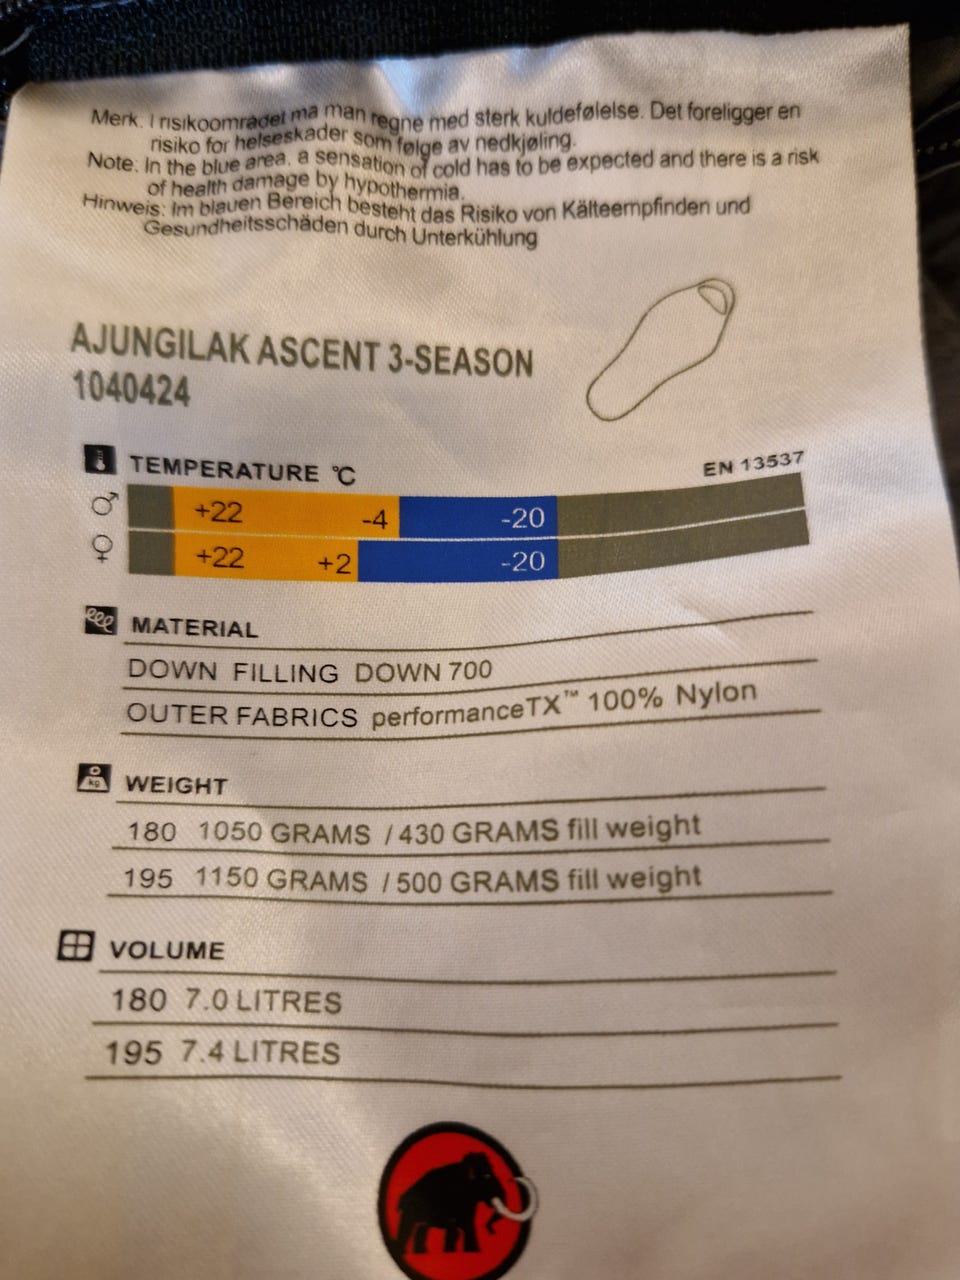 Merk. I risikoområdet ma man regne med sterk kuldefølelse. Det foreligger en
risiko for helseskader som følge av nedkjøling.
Note: In the blue area, a sensation of cold has to be expected and there is a risk
of health damage by hypothermia.
Hinweis: Im blauen Bereich besteht das Risiko von Kälteempfinden und
Gesundheitsschäden durch Unterkühlung
AJUNGILAK ASCENT 3-SEASON
1040424
TEMPERATURE °C EN 13537
♂ +22 -4 -20
♀ +22 +2 -20
MATERIAL
DOWN FILLING DOWN 700
OUTER FABRICS performanceTX™ 100% Nylon
kg WEIGHT
180 1050 GRAMS / 430 GRAMS fill weight
195 1150 GRAMS / 500 GRAMS fill weight
VOLUME
180 7.0 LITRES
195 7.4 LITRES